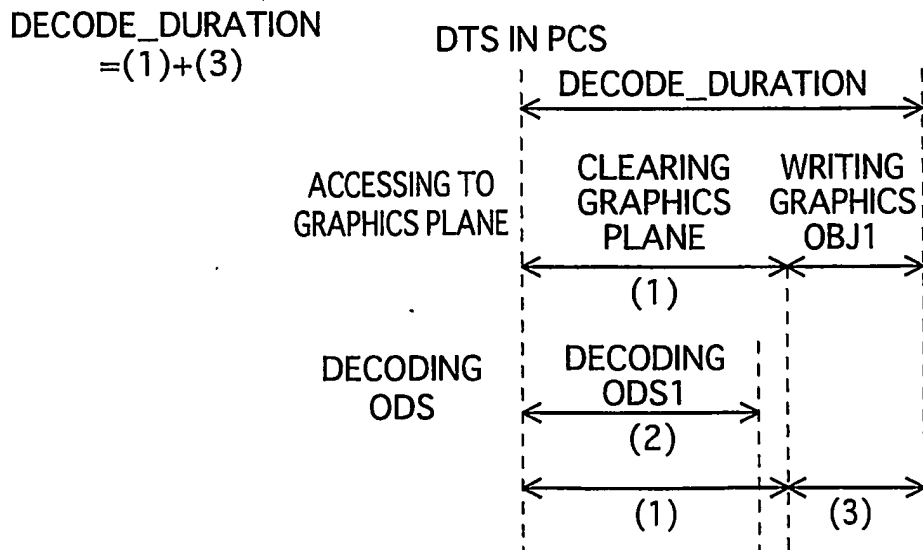 DECODE_DURATION
=(1)+(3)
DTS IN PCS
DECODE_DURATION
ACCESSING TO
GRAPHICS PLANE
CLEARING
GRAPHICS
PLANE
WRITING
GRAPHICS
OBJ1
(1)
DECODING
ODS
DECODING
ODS1
(2)
(1)
(3)